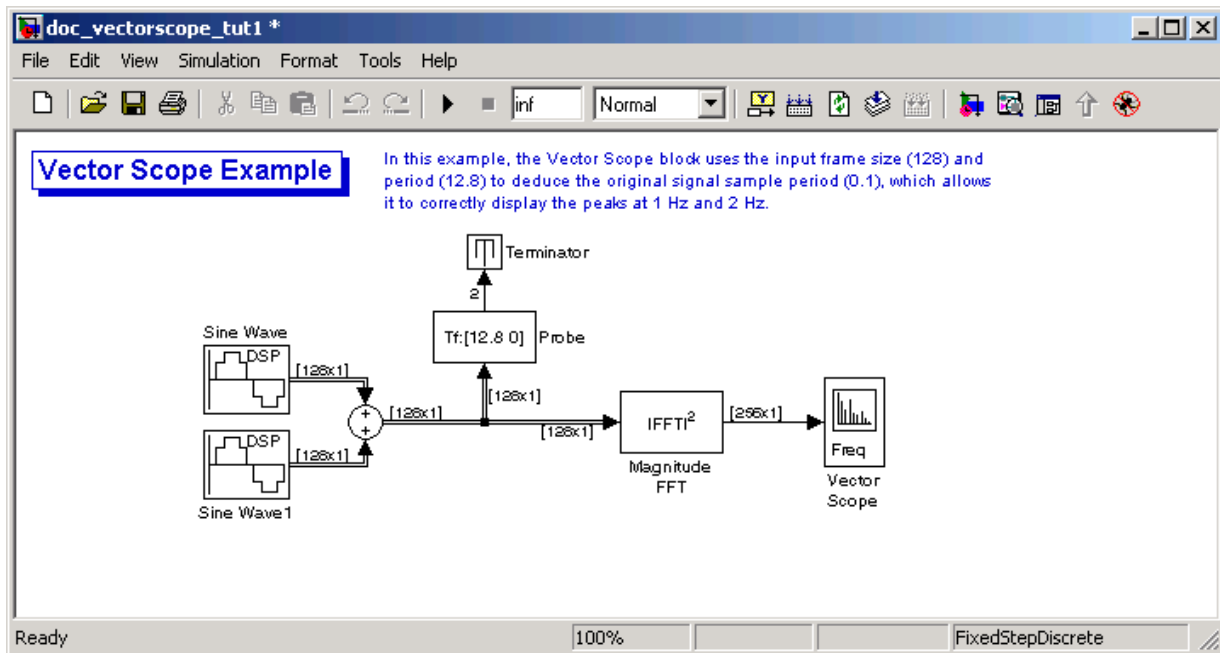 doc_vectorscope_tut1 *
File Edit View Simulation Format Tools Help
inf Normal
Vector Scope Example
In this example, the Vector Scope block uses the input frame size (128) and
period (12.8) to deduce the original signal sample period (0.1), which allows
it to correctly display the peaks at 1 Hz and 2 Hz.
Terminator
2
Tf:[12.8 0] Probe
Sine Wave
DSP
[128x1]
[128x1]
[128x1]
[128x1]
|FFT|²
[256x1]
Freq
Magnitude
FFT
Vector
Scope
DSP
[128x1]
Sine Wave1
Ready 100% FixedStepDiscrete